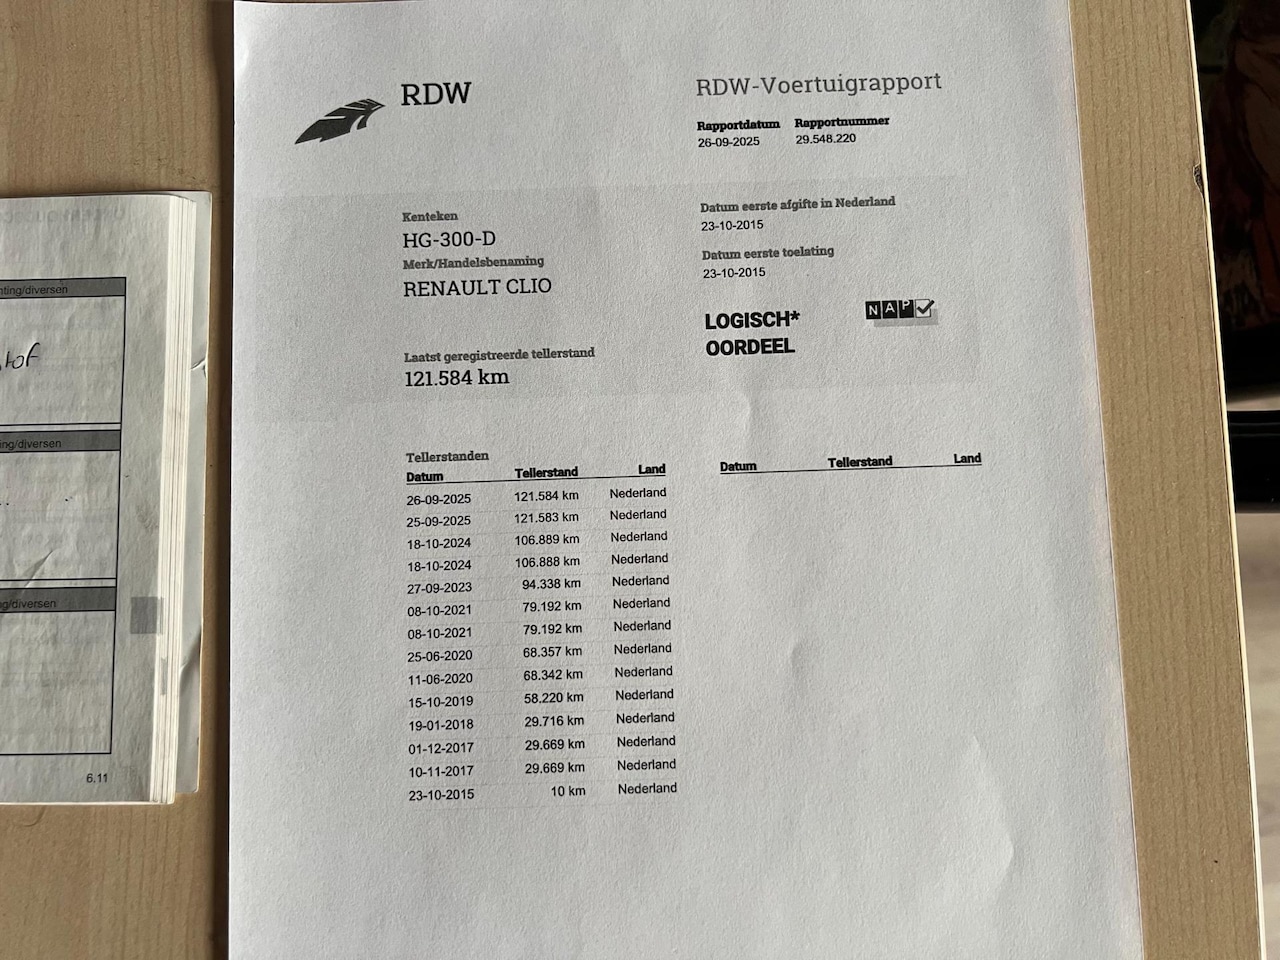 RDW
RDW-Voertuigrapport
Rapportdatum Rapportnummer
26-09-2025 29.548.220
Kenteken
HG-300-D
Merk/Handelsbenaming
RENAULT CLIO
Laatst geregistreerde tellerstand
121.584 km
Datum eerste afgifte in Nederland
23-10-2015
Datum eerste toelating
23-10-2015
LOGISCH*
OORDEEL
NAP
Tellerstanden
Datum Tellerstand Land
26-09-2025 121.584 km Nederland
25-09-2025 121.583 km Nederland
18-10-2024 106.889 km Nederland
18-10-2024 106.888 km Nederland
27-09-2023 94.338 km Nederland
08-10-2021 79.192 km Nederland
08-10-2021 79.192 km Nederland
25-06-2020 68.357 km Nederland
11-06-2020 68.342 km Nederland
15-10-2019 58.220 km Nederland
19-01-2018 29.716 km Nederland
01-12-2017 29.669 km Nederland
10-11-2017 29.669 km Nederland
23-10-2015 10 km Nederland
Datum Tellerstand Land
nting/diversen
tof
ing/diversen
g/diversen
6.11